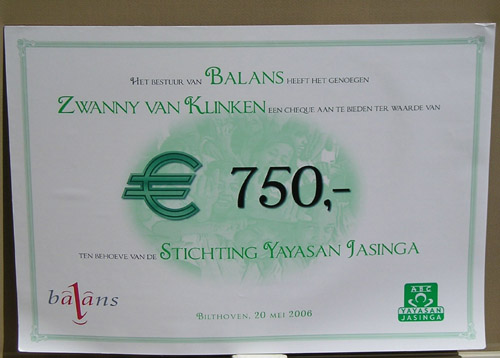 Het bestuur van Balans heeft het genoegen
Zwanny van Klinken een cheque aan te bieden ter waarde van
€ 750,-
ten behoeve van de Stichting Yayasan Jasinga
balans
Bilthoven, 20 mei 2006
ABC
YAYASAN
JASINGA